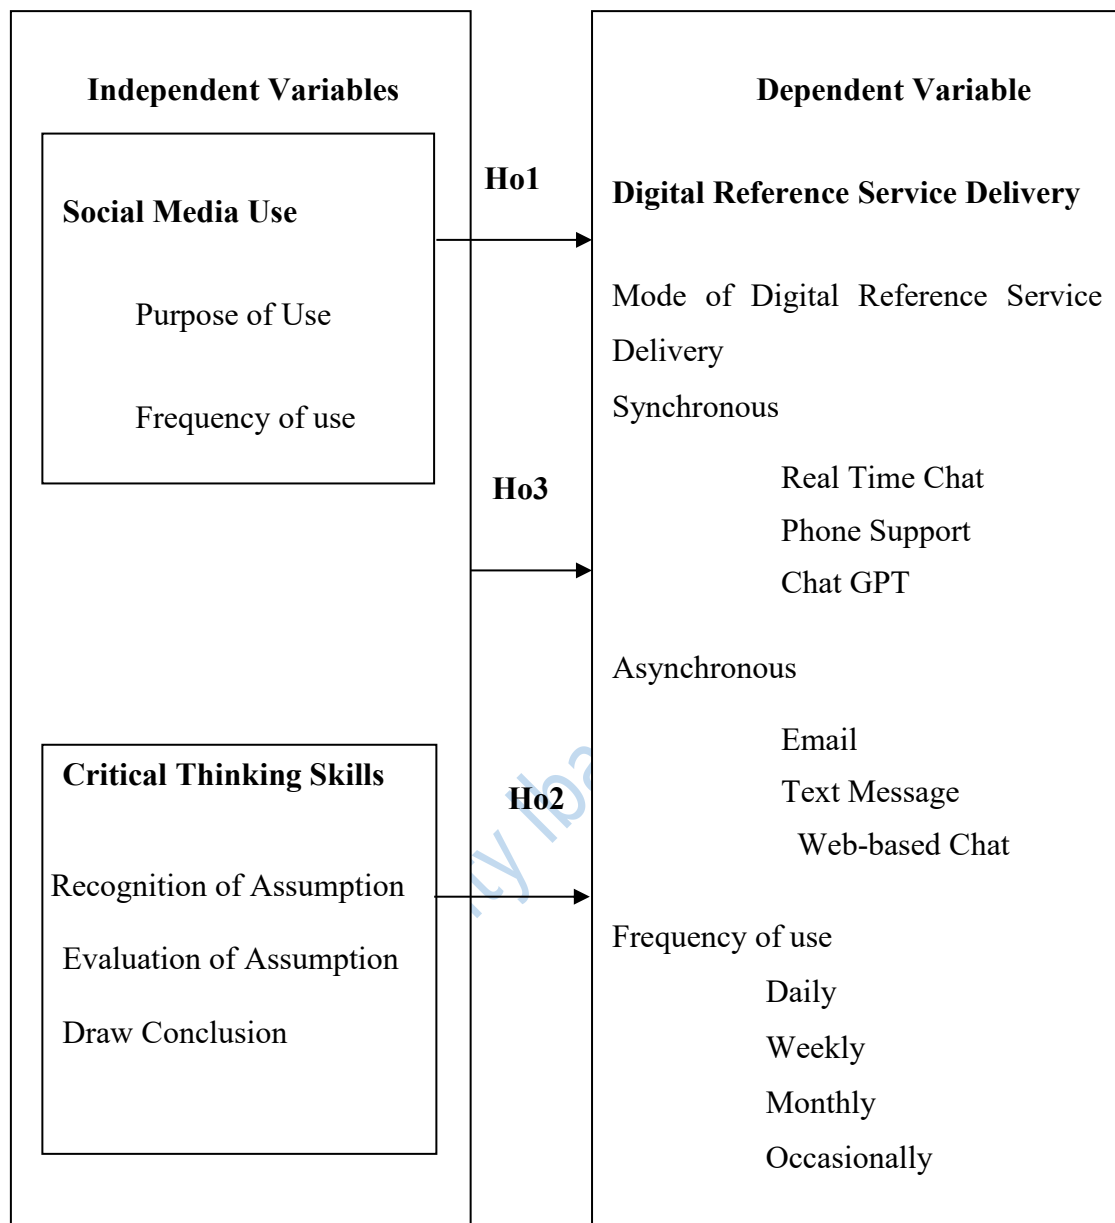 Independent Variables
Social Media Use
Purpose of Use
Frequency of use
Critical Thinking Skills
Recognition of Assumption
Evaluation of Assumption
Draw Conclusion
Ho1
Ho3
Ho2
Dependent Variable
Digital Reference Service Delivery
Mode of Digital Reference Service
Delivery
Synchronous
Real Time Chat
Phone Support
Chat GPT
Asynchronous
Email
Text Message
Web-based Chat
Frequency of use
Daily
Weekly
Monthly
Occasionally